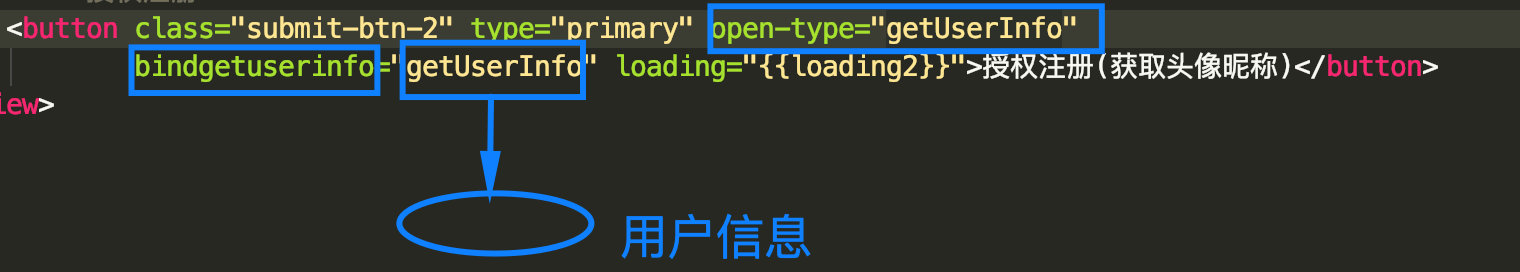 <button class="submit-btn-2" type="primary" open-type="getUserInfo"
bindgetuserinfo="getUserInfo" loading="{{loading2}}">授权注册(获取头像昵称)</button>
iew>
用户信息